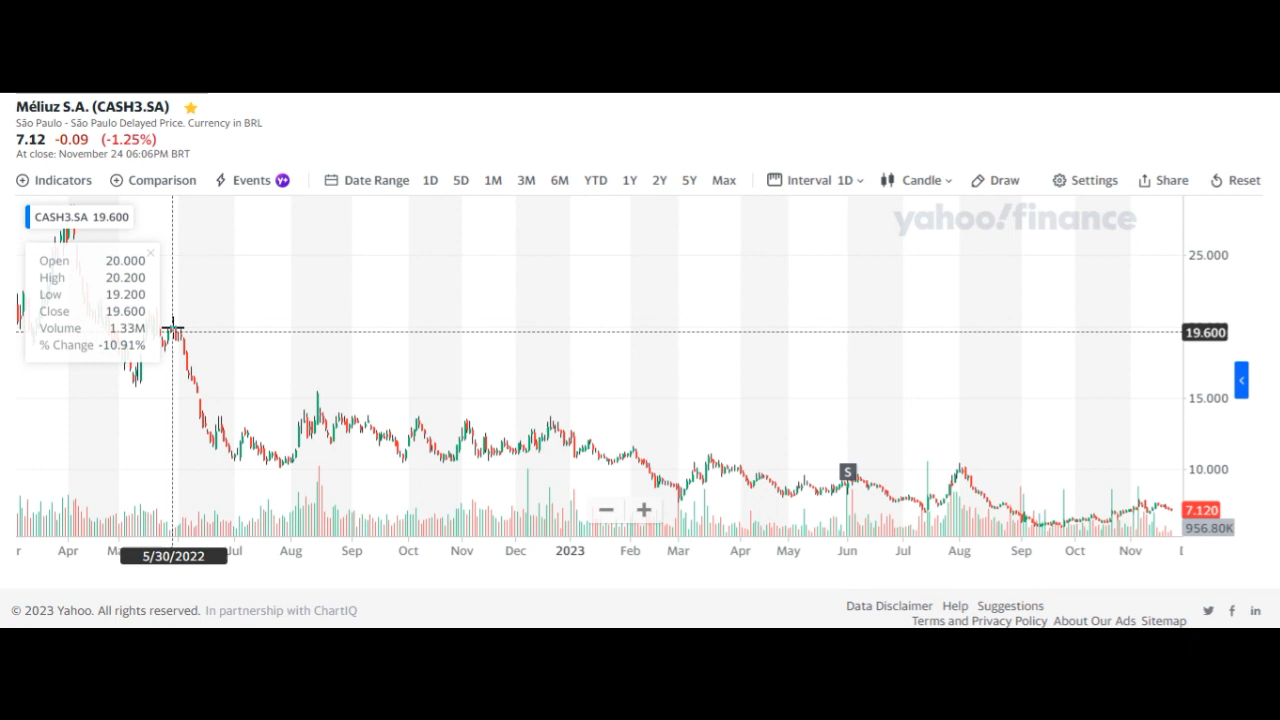 Méliuz S.A. (CASH3.SA)
São Paulo - São Paulo Delayed Price. Currency in BRL
7.12 -0.09 (-1.25%)
At close: November 24 06:06PM BRT
Indicators Comparison Events Y+ Date Range 1D 5D 1M 3M 6M YTD 1Y 2Y 5Y Max Interval 1D Candle Draw Settings Share Reset
CASH3.SA 19.600
yahoo!finance
Open 20.000
High 20.200
Low 19.200
Close 19.600
Volume 1.33M
% Change -10.91%
25.000
19.600
15.000
10.000
S
7.120
956.80K
r Apr Ma Jul Aug Sep Oct Nov Dec 2023 Feb Mar Apr May Jun Jul Aug Sep Oct Nov
5/30/2022
© 2023 Yahoo. All rights reserved. In partnership with ChartIQ
Data Disclaimer Help Suggestions
Terms and Privacy Policy About Our Ads Sitemap